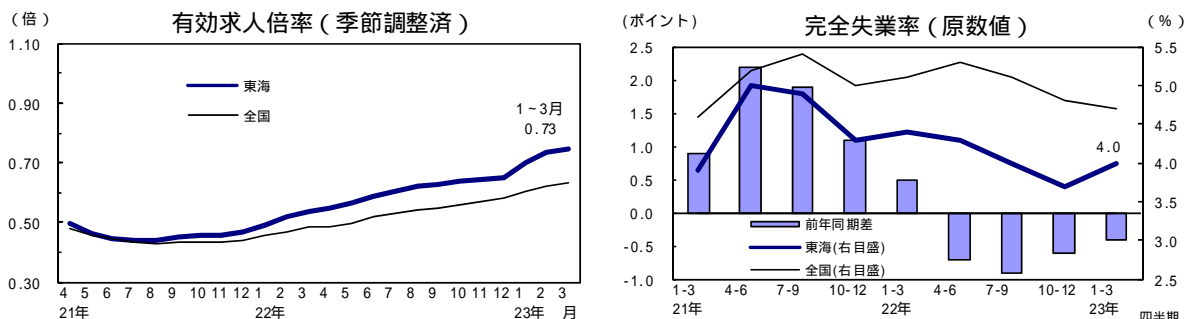 (倍)
有効求人倍率（季節調整済）
1.10
0.90
0.70
0.50
0.30
東海
全国
1～3月
0.73
4 5 6 7 8 9 10 11 12 1 2 3 4 5 6 7 8 9 10 11 12 1 2 3
21年 22年 23年 月
(ポイント)
完全失業率（原数値）
(％)
2.5
2.0
1.5
1.0
0.5
0.0
-0.5
-1.0
5.5
5.0
4.5
4.0
3.5
3.0
2.5
4.0
前年同期差
東海(右目盛)
全国(右目盛)
1-3 4-6 7-9 10-12 1-3 4-6 7-9 10-12 1-3
21年 22年 23年 四半期